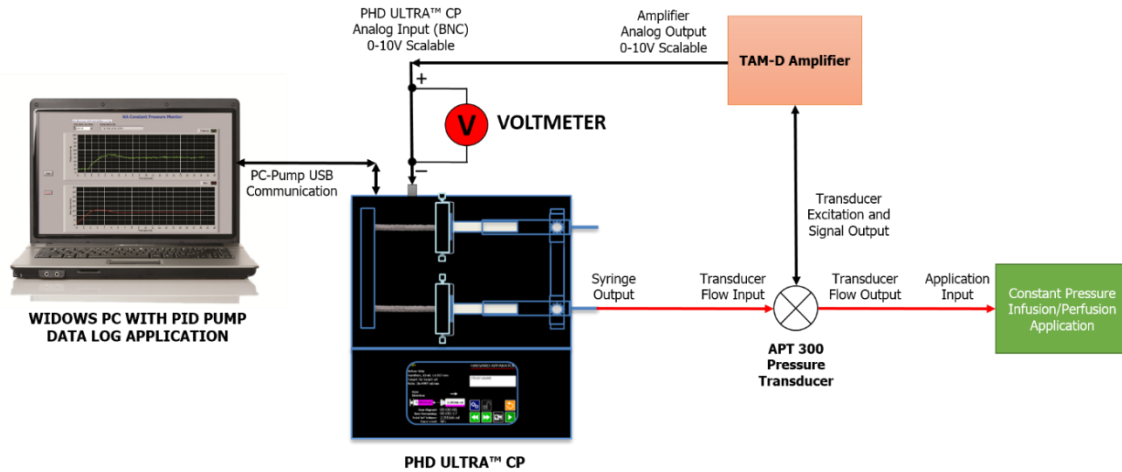 PHD ULTRA™ CP
Analog Input (BNC)
0-10V Scalable
Amplifier
Analog Output
0-10V Scalable
TAM-D Amplifier
+
V
VOLTMETER
–
PC-Pump USB
Communication
Transducer
Excitation and
Signal Output
Syringe
Output
Transducer
Flow Input
Transducer
Flow Output
Application
Input
Constant Pressure
Infusion/Perfusion
Application
WIDOWS PC WITH PID PUMP
DATA LOG APPLICATION
APT 300
Pressure
Transducer
PHD ULTRA™ CP